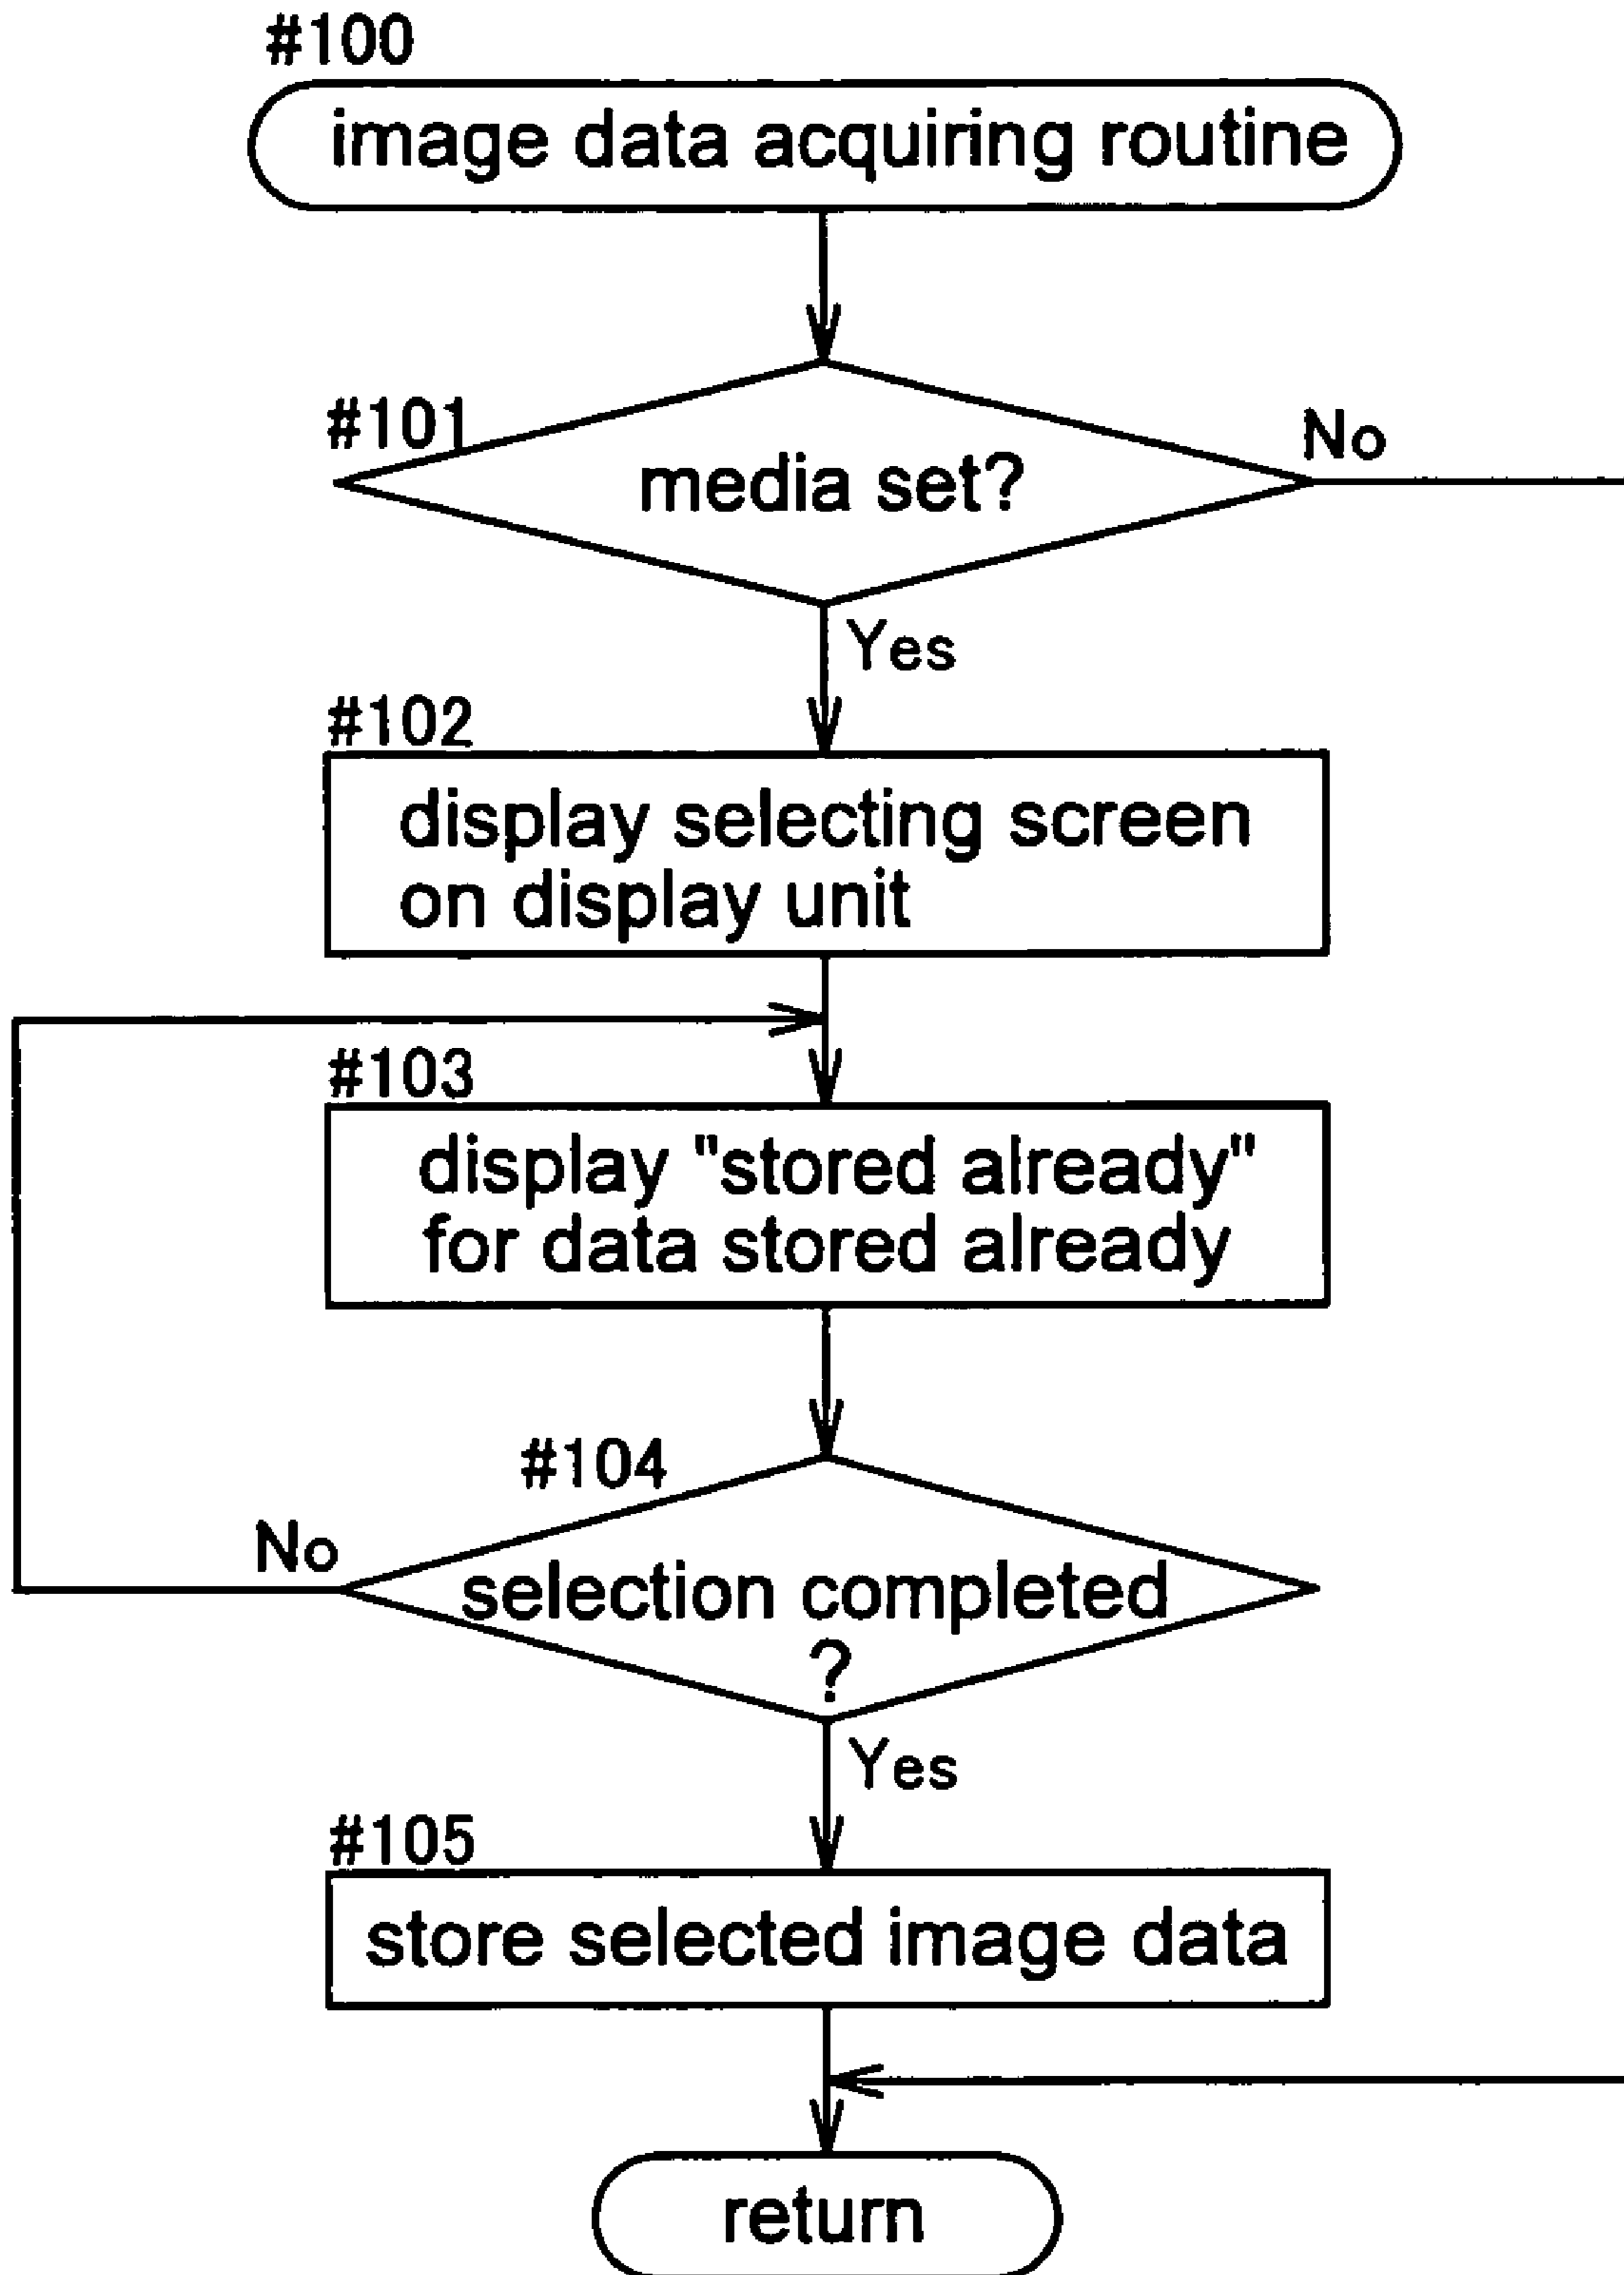 #100
image data acquiring routine
#101
media set?
No
Yes
#102
display selecting screen
on display unit
#103
display "stored already"
for data stored already
#104
No
selection completed
?
Yes
#105
store selected image data
return